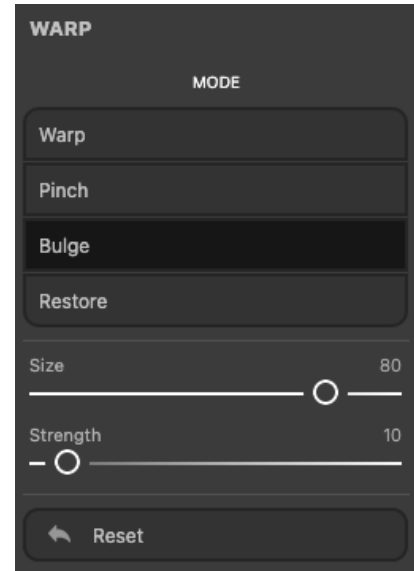 WARP
MODE
Warp
Pinch
Bulge
Restore
Size 80
Strength 10
Reset